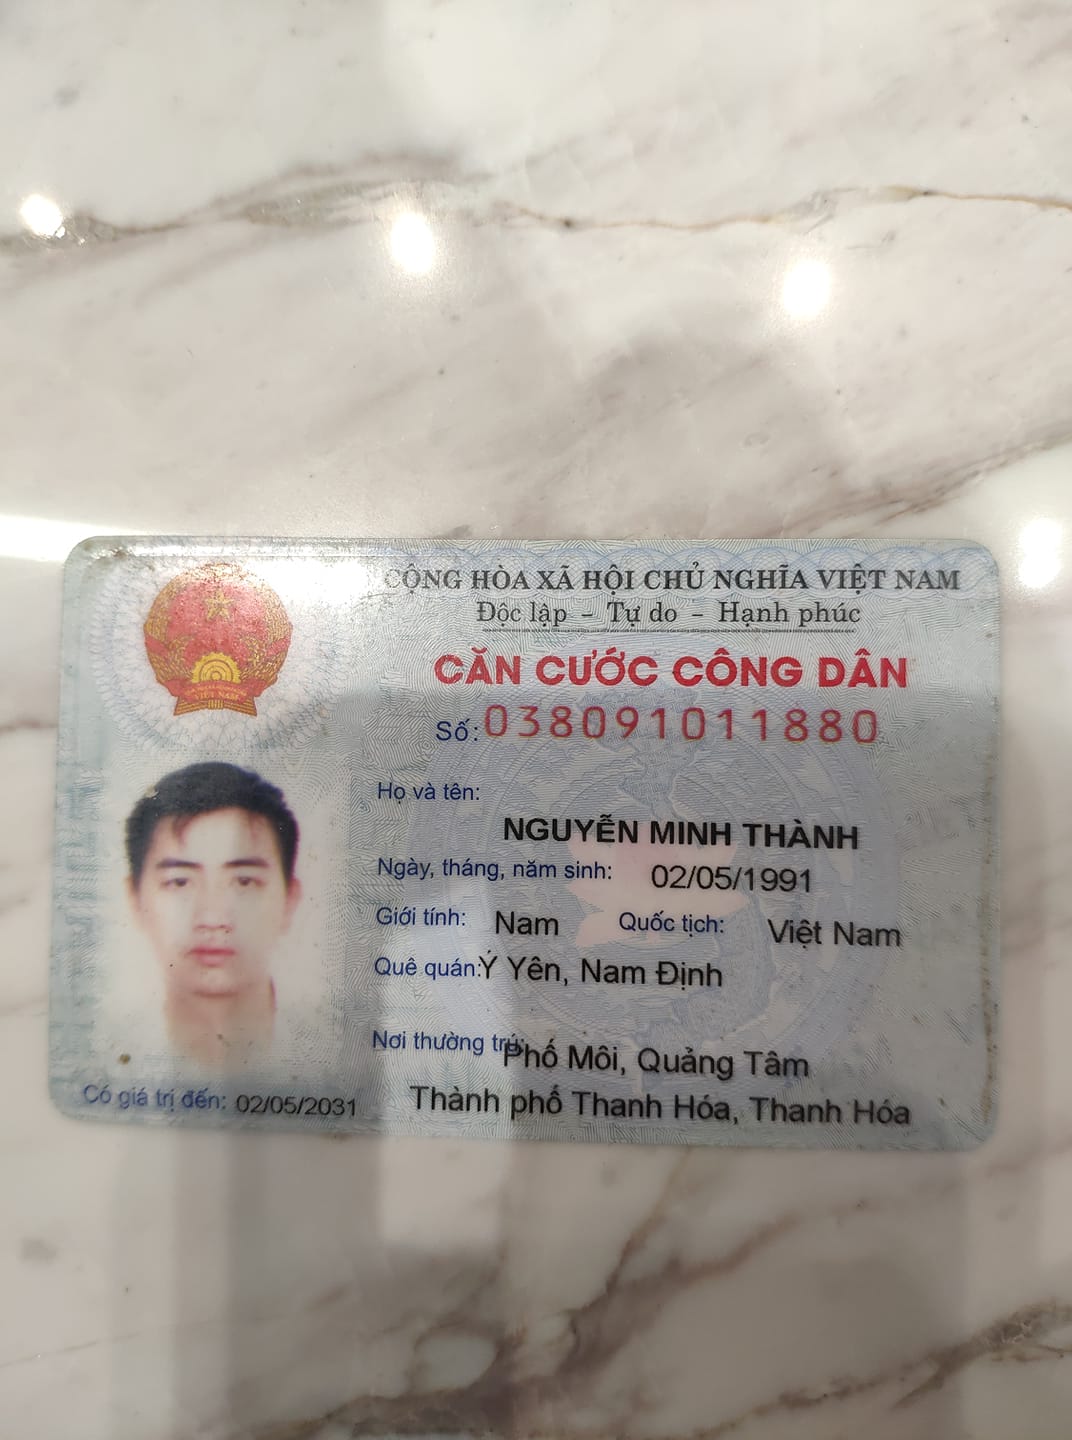 CỘNG HÒA XÃ HỘI CHỦ NGHĨA VIỆT NAM
Độc lập - Tự do - Hạnh phúc
CĂN CƯỚC CÔNG DÂN
Số: 038091011880
Họ và tên:
NGUYỄN MINH THÀNH
Ngày, tháng, năm sinh: 02/05/1991
Giới tính: Nam Quốc tịch: Việt Nam
Quê quán: Ý Yên, Nam Định
Nơi thường trú: Phố Môi, Quảng Tâm
Thành phố Thanh Hóa, Thanh Hóa
Có giá trị đến: 02/05/2031
VIỆT NAM